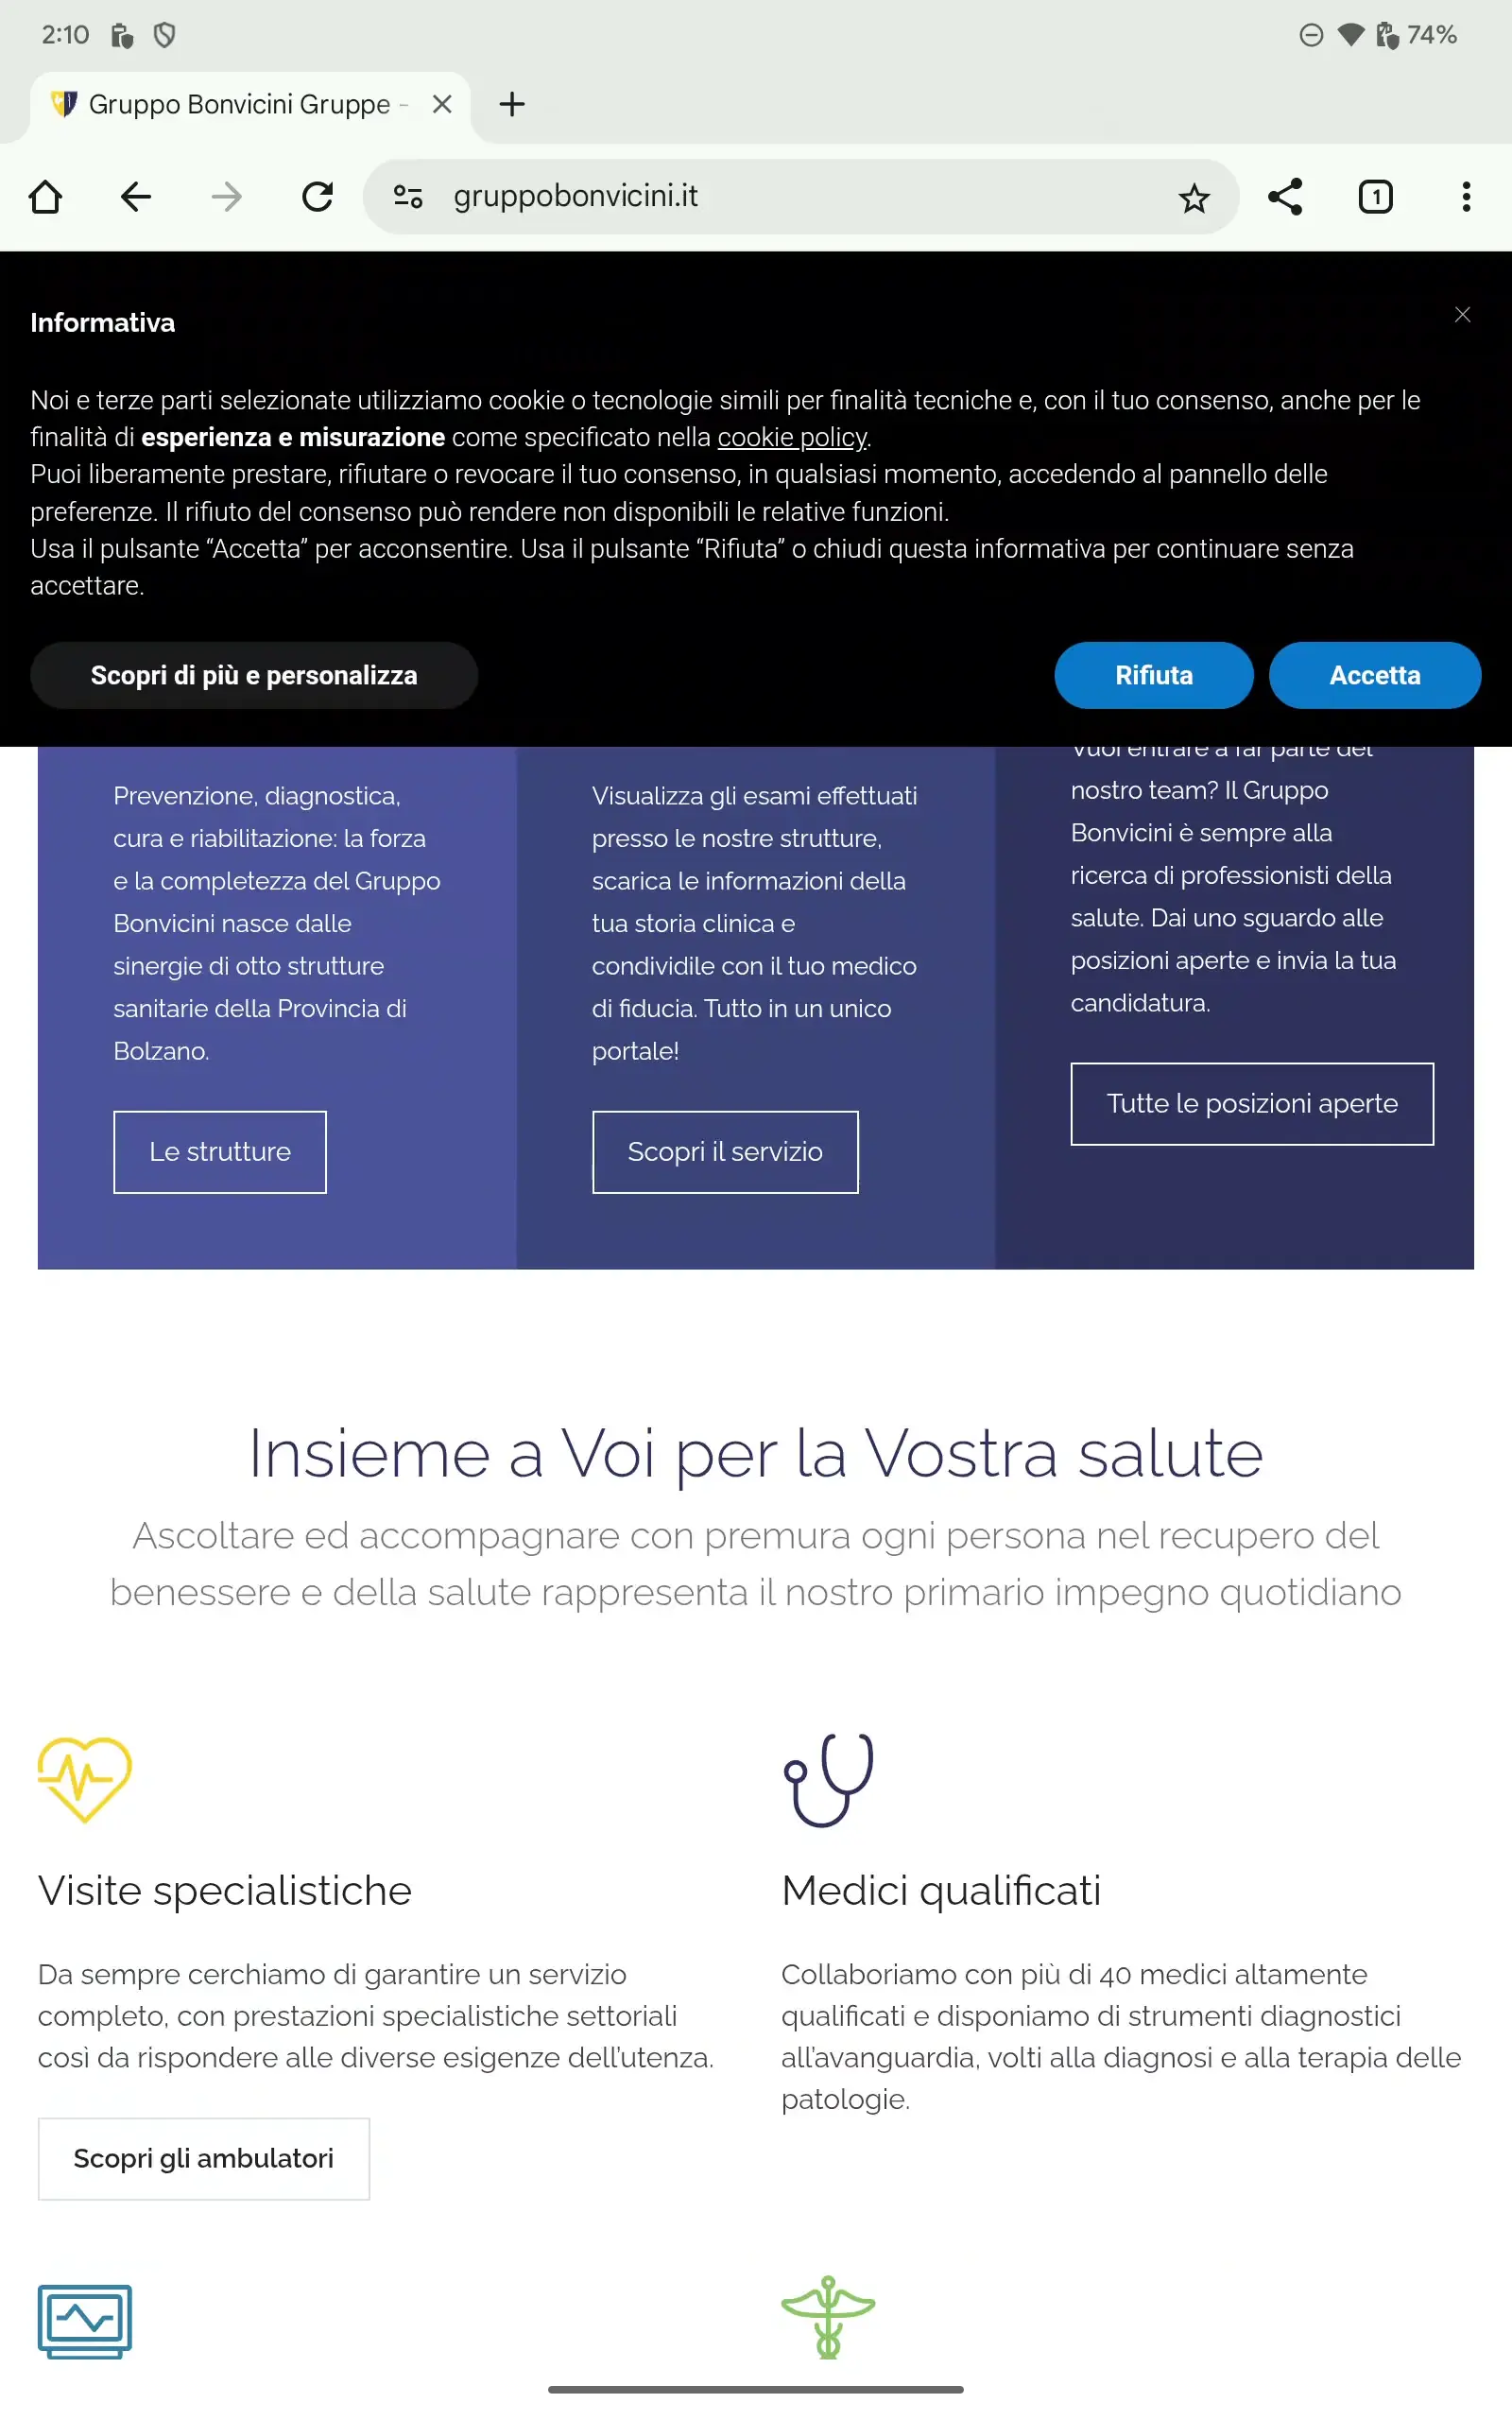 2:10
74%
Gruppo Bonvicini Gruppe -
gruppobonvicini.it
1
Informativa
Noi e terze parti selezionate utilizziamo cookie o tecnologie simili per finalità tecniche e, con il tuo consenso, anche per le
finalità di esperienza e misurazione come specificato nella cookie policy.
Puoi liberamente prestare, rifiutare o revocare il tuo consenso, in qualsiasi momento, accedendo al pannello delle
preferenze. Il rifiuto del consenso può rendere non disponibili le relative funzioni.
Usa il pulsante “Accetta” per acconsentire. Usa il pulsante “Rifiuta” o chiudi questa informativa per continuare senza
accettare.
Scopri di più e personalizza
Rifiuta
Accetta
Prevenzione, diagnostica,
cura e riabilitazione: la forza
e la completezza del Gruppo
Bonvicini nasce dalle
sinergie di otto strutture
sanitarie della Provincia di
Bolzano.
Le strutture
Visualizza gli esami effettuati
presso le nostre strutture,
scarica le informazioni della
tua storia clinica e
condividile con il tuo medico
di fiducia. Tutto in un unico
portale!
Scopri il servizio
Vuoi entrare a far parte del
nostro team? Il Gruppo
Bonvicini è sempre alla
ricerca di professionisti della
salute. Dai uno sguardo alle
posizioni aperte e invia la tua
candidatura.
Tutte le posizioni aperte
Insieme a Voi per la Vostra salute
Ascoltare ed accompagnare con premura ogni persona nel recupero del
benessere e della salute rappresenta il nostro primario impegno quotidiano
Visite specialistiche
Da sempre cerchiamo di garantire un servizio
completo, con prestazioni specialistiche settoriali
così da rispondere alle diverse esigenze dell’utenza.
Scopri gli ambulatori
Medici qualificati
Collaboriamo con più di 40 medici altamente
qualificati e disponiamo di strumenti diagnostici
all’avanguardia, volti alla diagnosi e alla terapia delle
patologie.